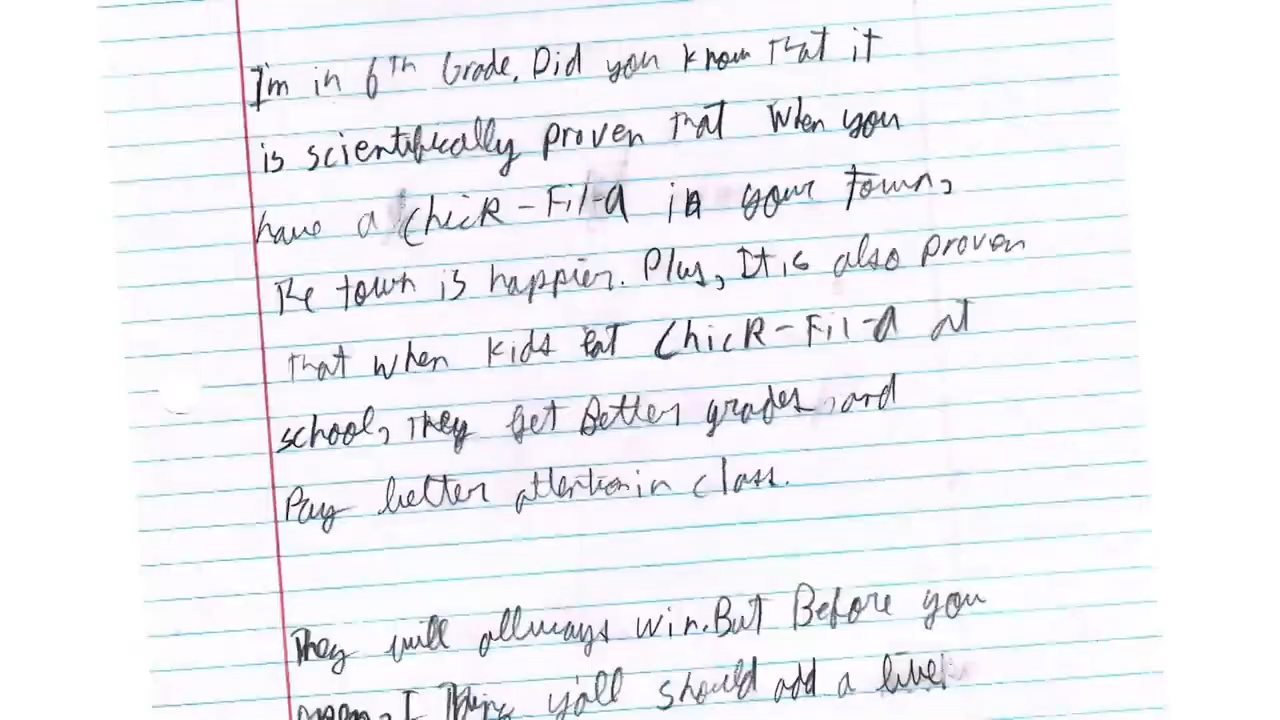 I'm in 6th Grade. Did you know that it
is scientifically proven that when you
have a Chick-Fil-A in your town,
the town is happier. Plus, It is also proven
that when kids eat Chick-Fil-A at
school, they get Better grades, and
Pay better attention in class.
They will allways win. But Before you
I y'all should add a